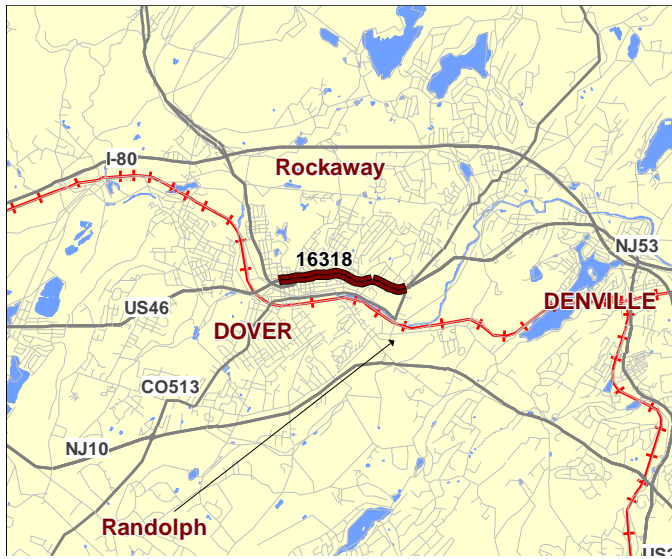 I-80
Rockaway
NJ53
16318
US46
DOVER
DENVILLE
CO513
NJ10
Randolph